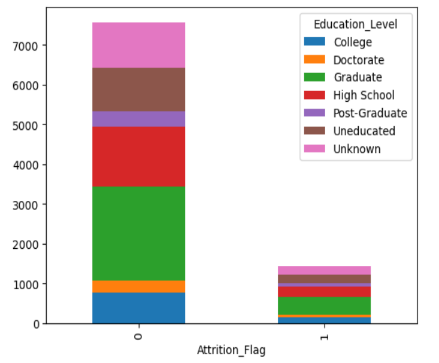 Education_Level
College
Doctorate
Graduate
High School
Post-Graduate
Uneducated
Unknown
7000
6000
5000
4000
3000
2000
1000
0
0
1
Attrition_Flag